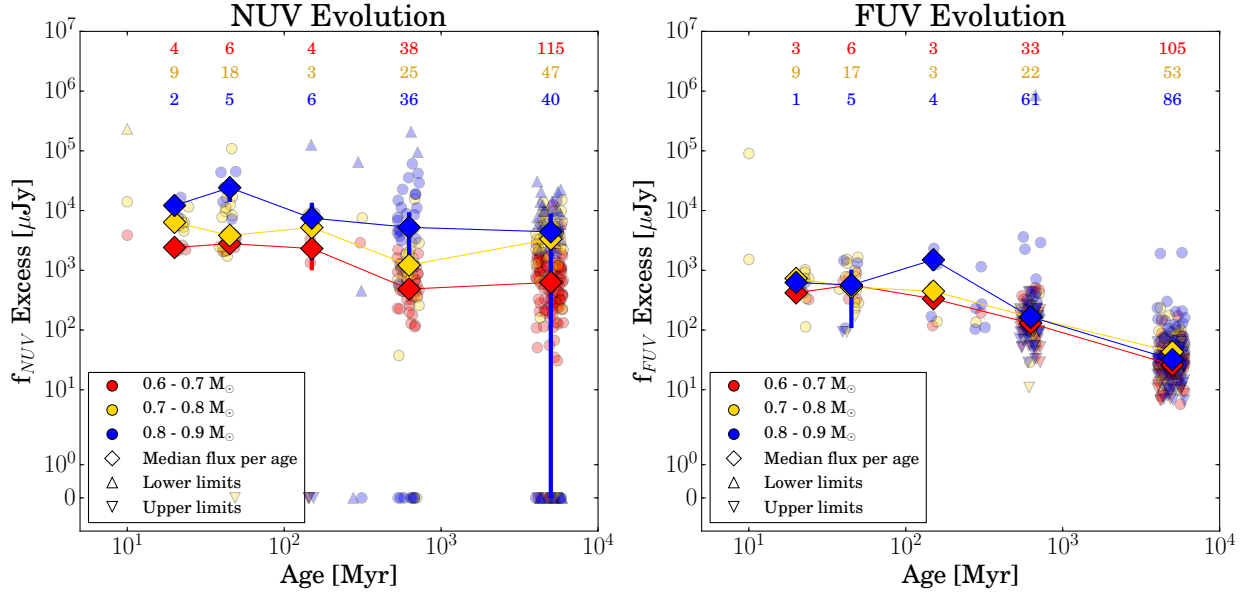 NUV Evolution
10^7
10^6
10^5
10^4
10^3
10^2
10^1
10^0
0
f_NUV Excess [μJy]
4 6 4 38 115
9 18 3 25 47
2 5 6 36 40
0.6 - 0.7 M⊙
0.7 - 0.8 M⊙
0.8 - 0.9 M⊙
Median flux per age
Lower limits
Upper limits
10^1 10^2 10^3 10^4
Age [Myr]
FUV Evolution
10^7
10^6
10^5
10^4
10^3
10^2
10^1
10^0
0
f_FUV Excess [μJy]
3 6 3 33 105
9 17 3 22 53
1 5 4 61 86
0.6 - 0.7 M⊙
0.7 - 0.8 M⊙
0.8 - 0.9 M⊙
Median flux per age
Lower limits
Upper limits
10^1 10^2 10^3 10^4
Age [Myr]